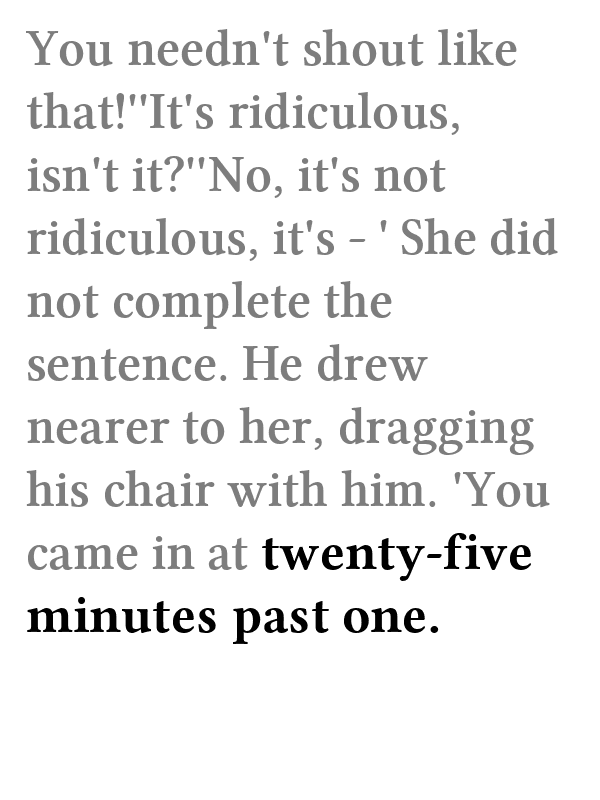 You needn't shout like
that!''It's ridiculous,
isn't it?''No, it's not
ridiculous, it's - ' She did
not complete the
sentence. He drew
nearer to her, dragging
his chair with him. 'You
came in at twenty-five
minutes past one.